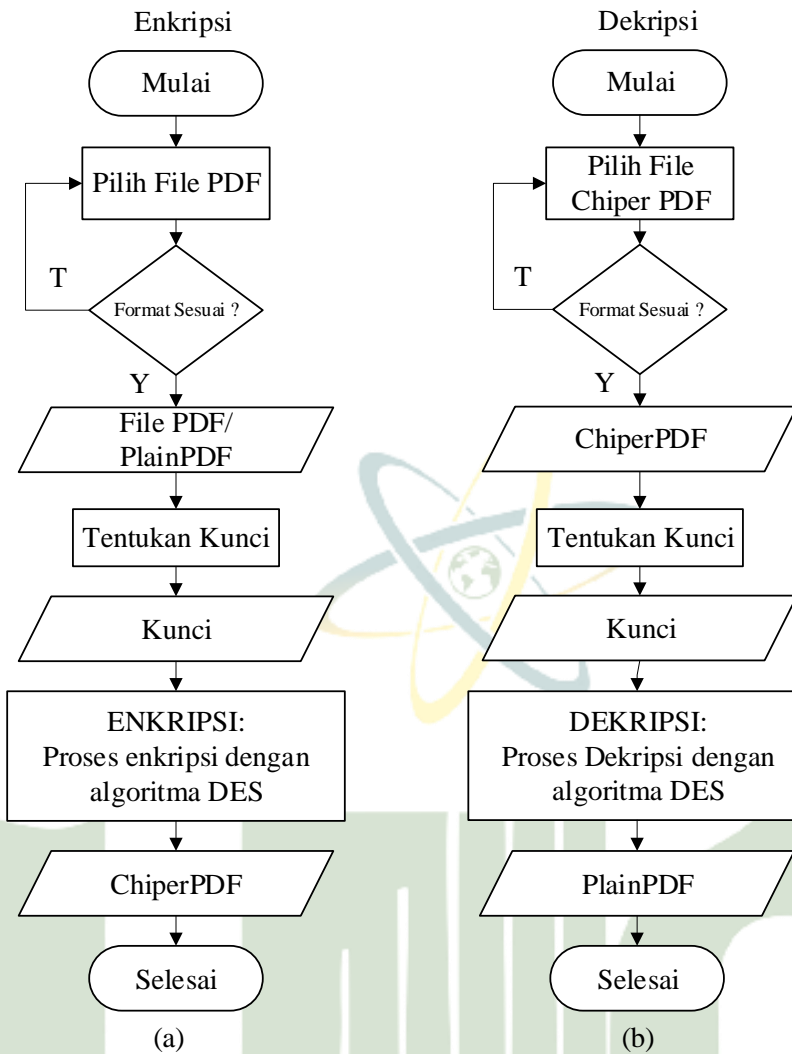 Enkripsi
Mulai
Pilih File PDF
T
Format Sesuai ?
Y
File PDF/
PlainPDF
Tentukan Kunci
Kunci
ENKRIPSI:
Proses enkripsi dengan
algoritma DES
ChiperPDF
Selesai
(a)
Dekripsi
Mulai
Pilih File
Chiper PDF
T
Format Sesuai ?
Y
ChiperPDF
Tentukan Kunci
Kunci
DEKRIPSI:
Proses Dekripsi dengan
algoritma DES
PlainPDF
Selesai
(b)